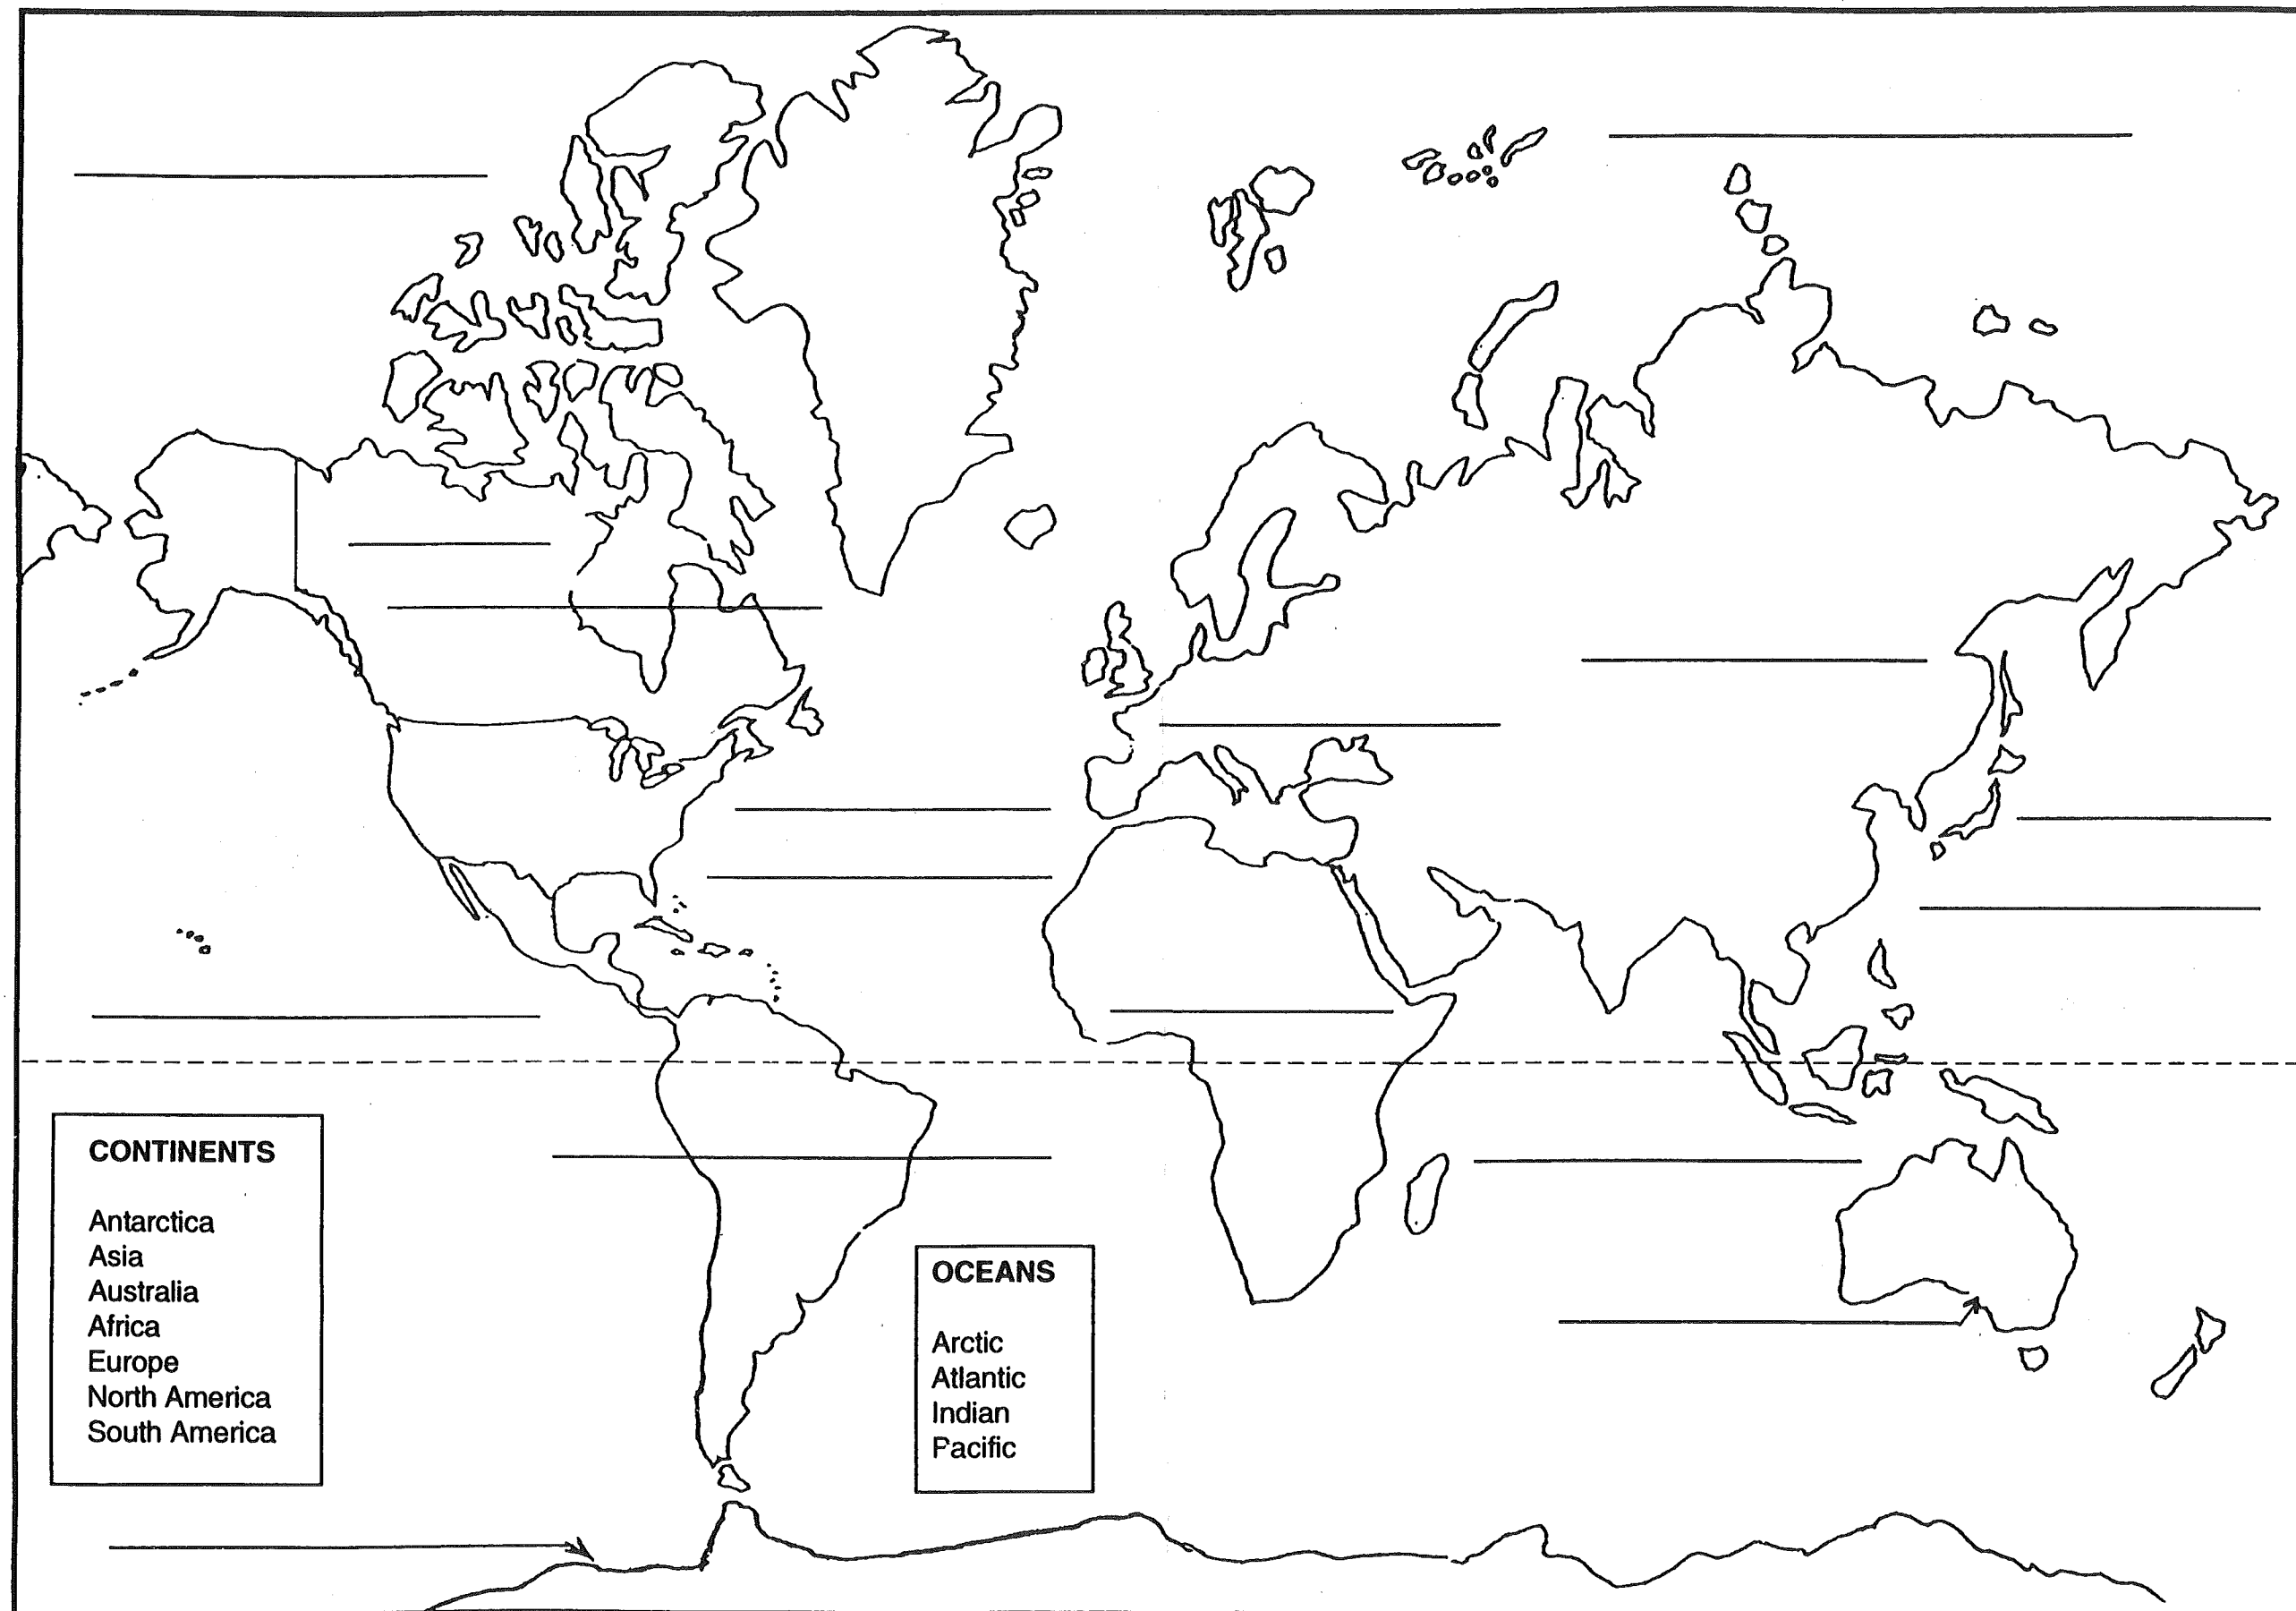 CONTINENTS
Antarctica
Asia
Australia
Africa
Europe
North America
South America
OCEANS
Arctic
Atlantic
Indian
Pacific